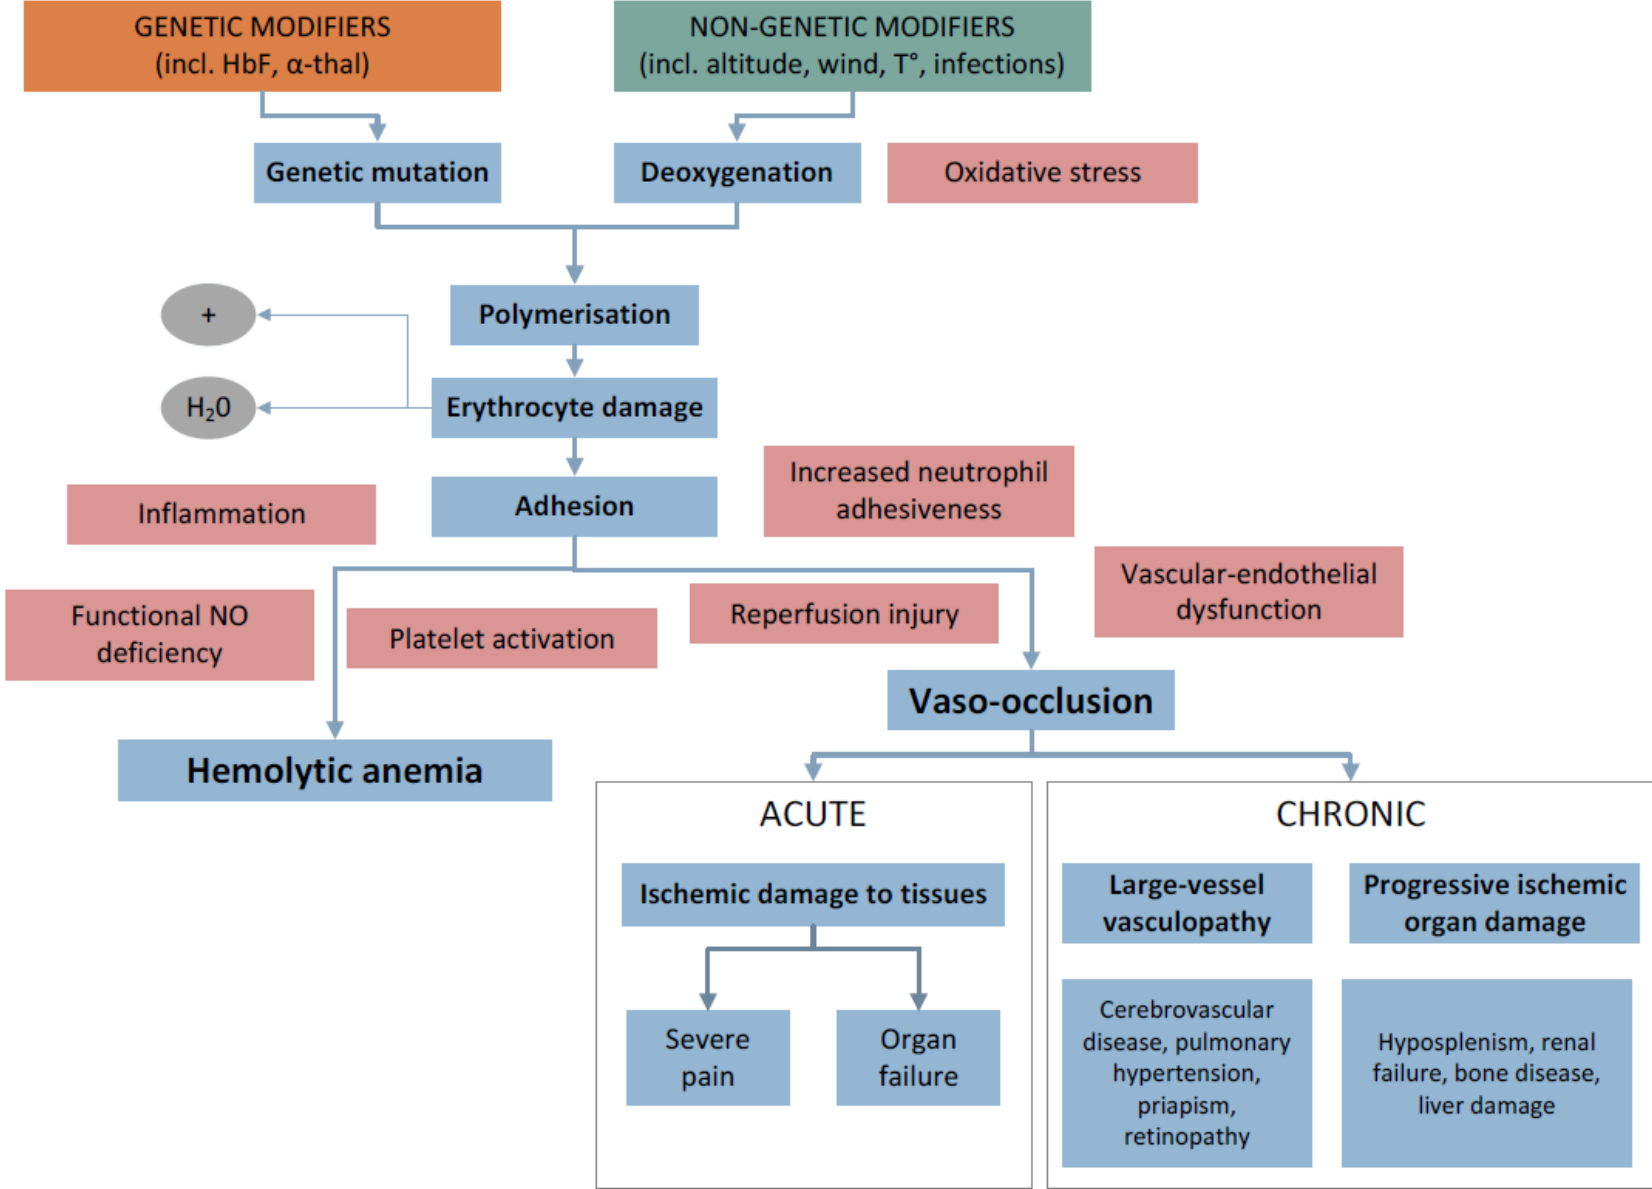 GENETIC MODIFIERS
(incl. HbF, α-thal)
NON-GENETIC MODIFIERS
(incl. altitude, wind, T°, infections)
Genetic mutation
Deoxygenation
Oxidative stress
+
Polymerisation
H₂0
Erythrocyte damage
Inflammation
Adhesion
Increased neutrophil
adhesiveness
Functional NO
deficiency
Platelet activation
Reperfusion injury
Vascular-endothelial
dysfunction
Vaso-occlusion
Hemolytic anemia
ACUTE
Ischemic damage to tissues
Severe
pain
Organ
failure
CHRONIC
Large-vessel
vasculopathy
Progressive ischemic
organ damage
Cerebrovascular
disease, pulmonary
hypertension,
priapism,
retinopathy
Hyposplenism, renal
failure, bone disease,
liver damage